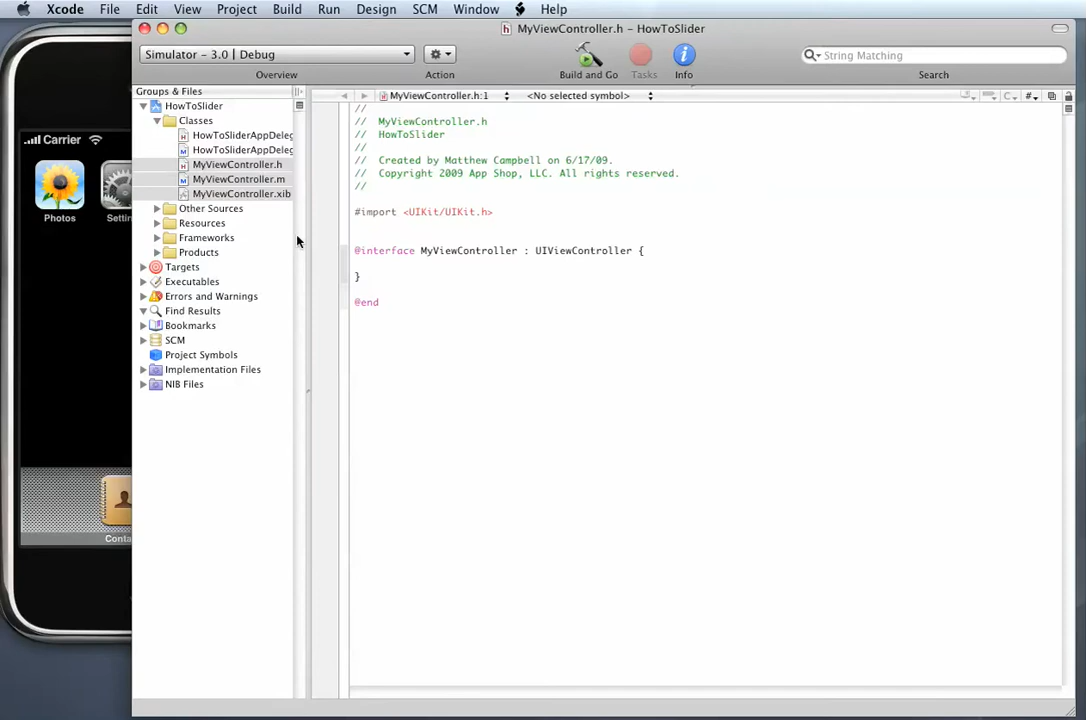 Xcode File Edit View Project Build Run Design SCM Window Help
MyViewController.h - HowToSlider
Simulator - 3.0 | Debug
Build and Go Tasks Info
String Matching
Overview Action Search
Groups & Files
MyViewController.h:1 <No selected symbol>
HowToSlider
Classes
HowToSliderAppDeleg
HowToSliderAppDeleg
MyViewController.h
MyViewController.m
MyViewController.xib
Other Sources
Resources
Frameworks
Products
Targets
Executables
Errors and Warnings
Find Results
Bookmarks
SCM
Project Symbols
Implementation Files
NIB Files
//
// MyViewController.h
// HowToSlider
//
// Created by Matthew Campbell on 6/17/09.
// Copyright 2009 App Shop, LLC. All rights reserved.
//
#import <UIKit/UIKit.h>
@interface MyViewController : UIViewController {
}
@end
Carrier
Photos Settin
Conta